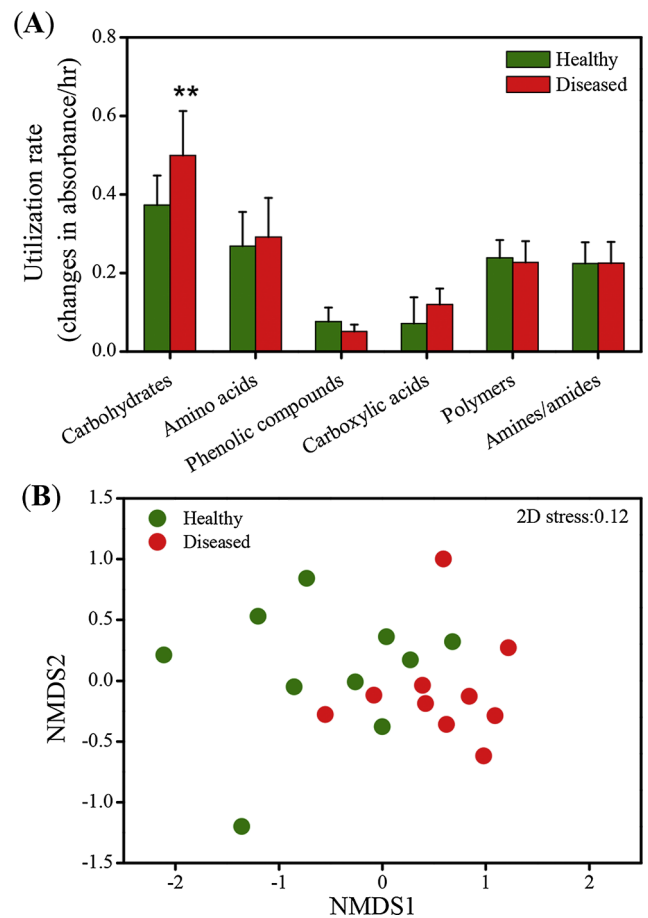 (A)
0.8
0.6
0.4
0.2
0.0
Utilization rate
(changes in absorbance/hr)
Healthy
Diseased
**
Carbohydrates
Amino acids
Phenolic compounds
Carboxylic acids
Polymers
Amines/amides
(B)
1.5
1.0
0.5
0.0
-0.5
-1.0
-1.5
NMDS2
Healthy
Diseased
2D stress:0.12
-2
-1
0
1
2
NMDS1